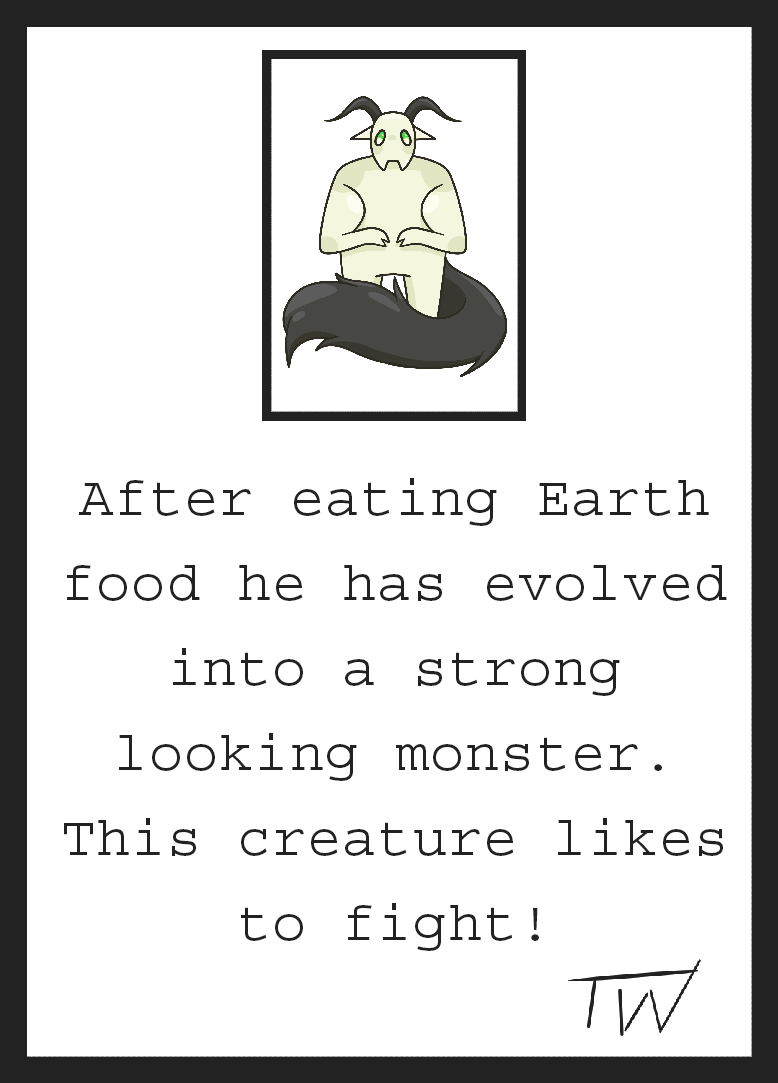 After eating Earth
food he has evolved
into a strong
looking monster.
This creature likes
to fight!
TW